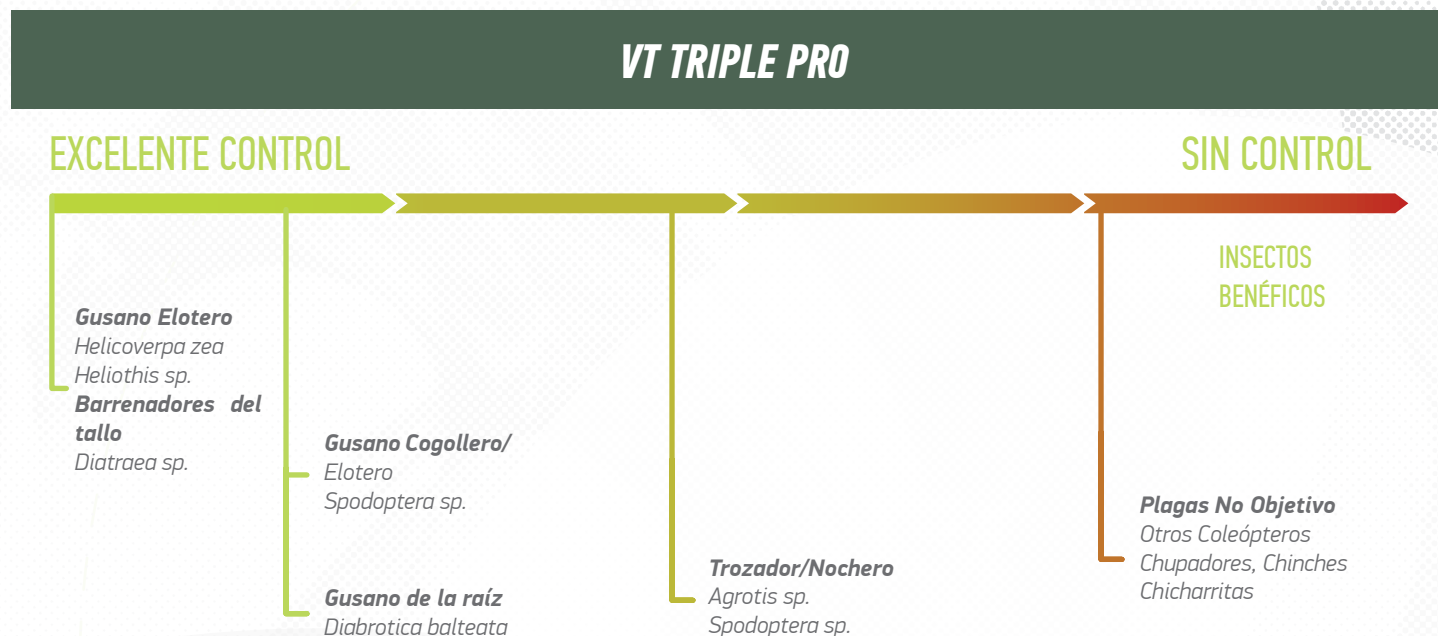 VT TRIPLE PRO
EXCELENTE CONTROL
SIN CONTROL
INSECTOS
BENÉFICOS
Gusano Elotero
Helicoverpa zea
Heliothis sp.
Barrenadores del
tallo
Diatraea sp.
Gusano Cogollero/
Elotero
Spodoptera sp.
Gusano de la raíz
Diabrotica balteata
Trozador/Nochero
Agrotis sp.
Spodoptera sp.
Plagas No Objetivo
Otros Coleópteros
Chupadores, Chinches
Chicharritas